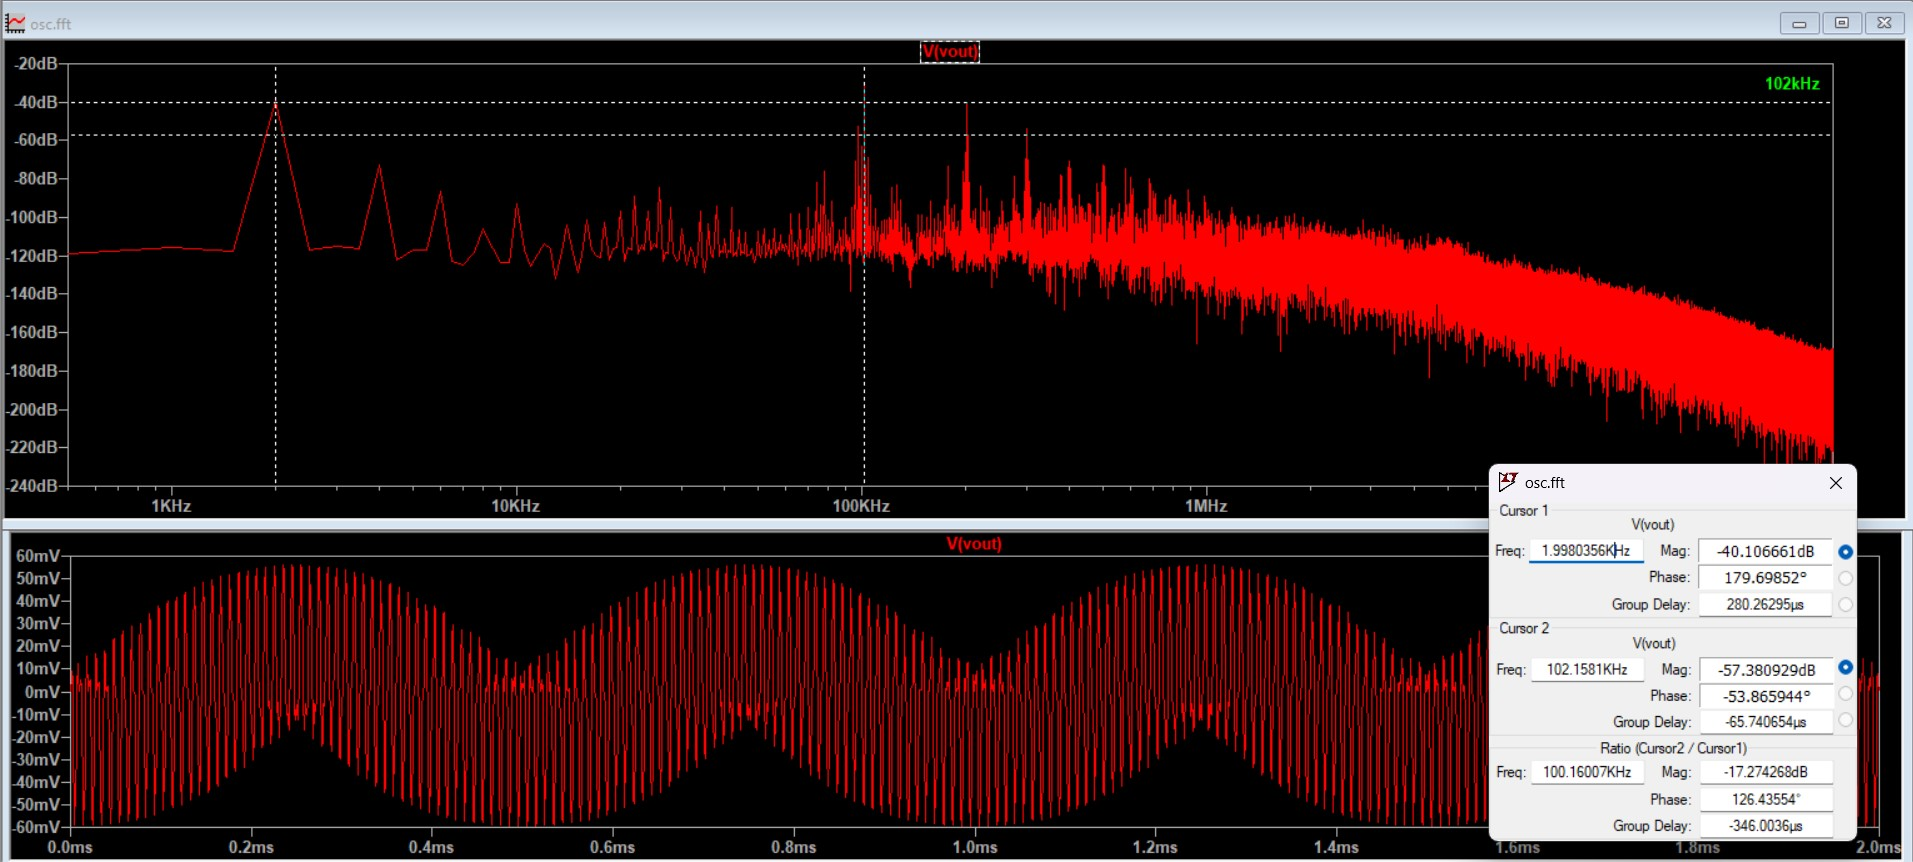 osc.fft
V(vout)
102kHz
-20dB
-40dB
-60dB
-80dB
-100dB
-120dB
-140dB
-160dB
-180dB
-200dB
-220dB
-240dB
1KHz 10KHz 100KHz 1MHz
V(vout)
60mV
50mV
40mV
30mV
20mV
10mV
0mV
-10mV
-20mV
-30mV
-40mV
-50mV
-60mV
0.0ms 0.2ms 0.4ms 0.6ms 0.8ms 1.0ms 1.2ms 1.4ms 1.6ms 1.8ms 2.0ms
osc.fft
Cursor 1
V(vout)
Freq: 1.9980356KHz Mag: -40.106661dB
Phase: 179.69852°
Group Delay: 280.26295µs
Cursor 2
V(vout)
Freq: 102.1581KHz Mag: -57.380929dB
Phase: -53.865944°
Group Delay: -65.740654µs
Ratio (Cursor2 / Cursor1)
Freq: 100.16007KHz Mag: -17.274268dB
Phase: 126.43554°
Group Delay: -346.0036µs